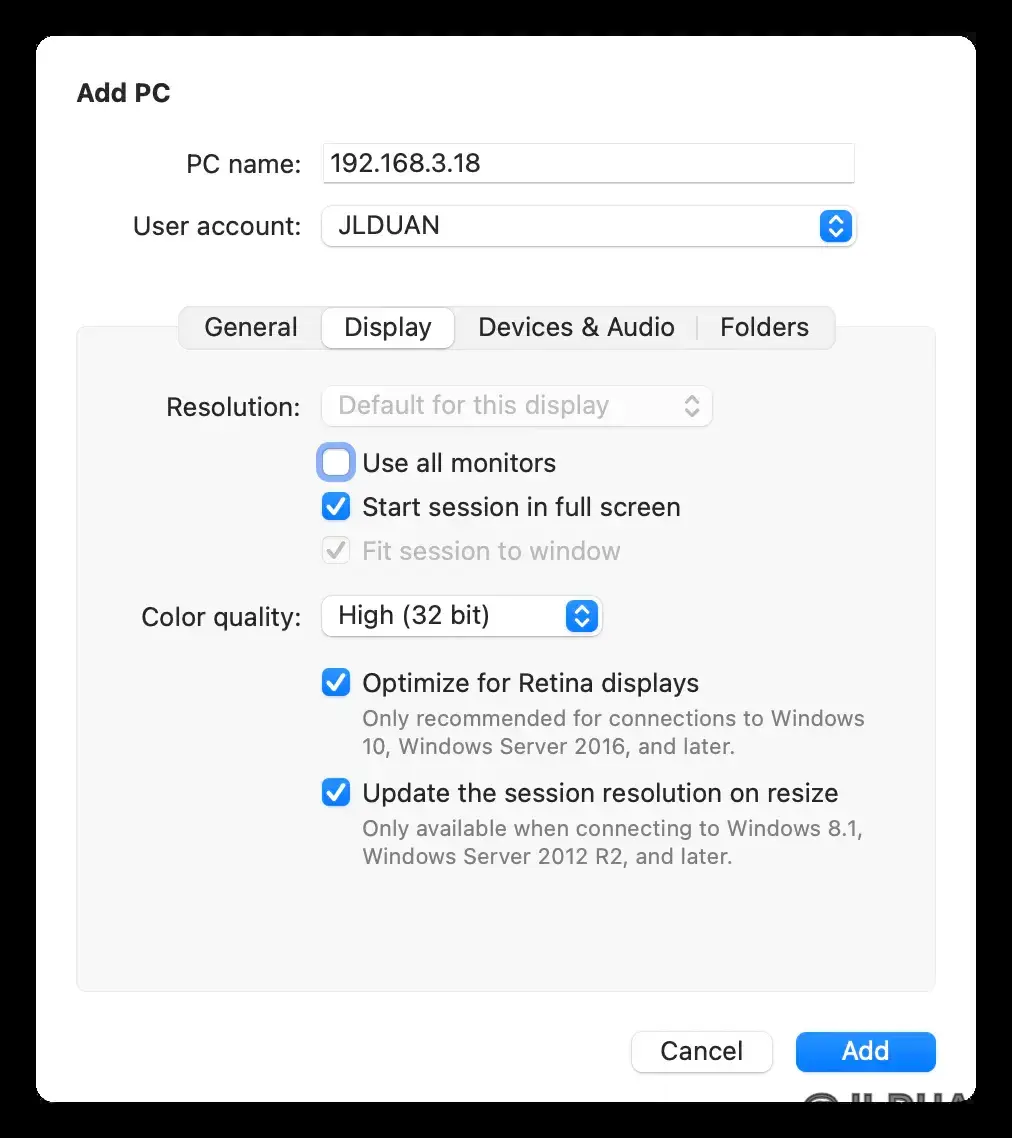 Add PC
PC name: 192.168.3.18
User account: JLDUAN
General Display Devices & Audio Folders
Resolution: Default for this display
Use all monitors
Start session in full screen
Fit session to window
Color quality: High (32 bit)
Optimize for Retina displays
Only recommended for connections to Windows
10, Windows Server 2016, and later.
Update the session resolution on resize
Only available when connecting to Windows 8.1,
Windows Server 2012 R2, and later.
Cancel Add